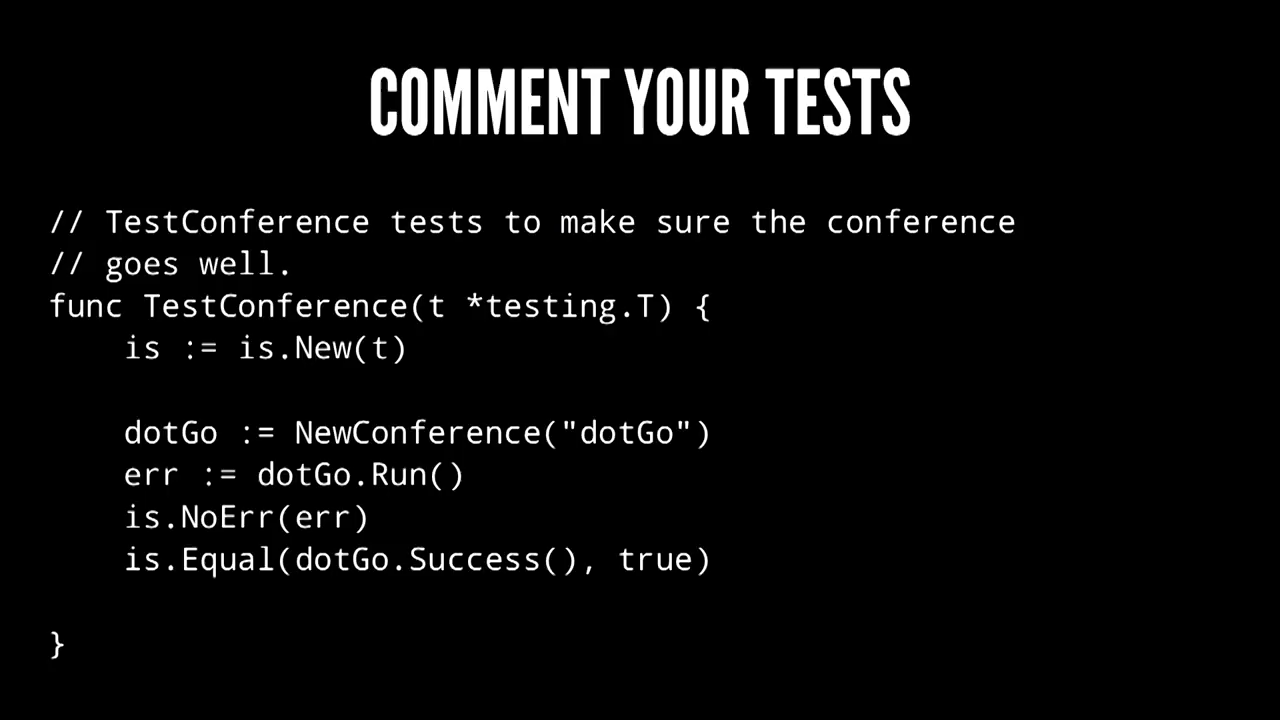 COMMENT YOUR TESTS
// TestConference tests to make sure the conference
// goes well.
func TestConference(t *testing.T) {
    is := is.New(t)
    dotGo := NewConference("dotGo")
    err := dotGo.Run()
    is.NoErr(err)
    is.Equal(dotGo.Success(), true)
}